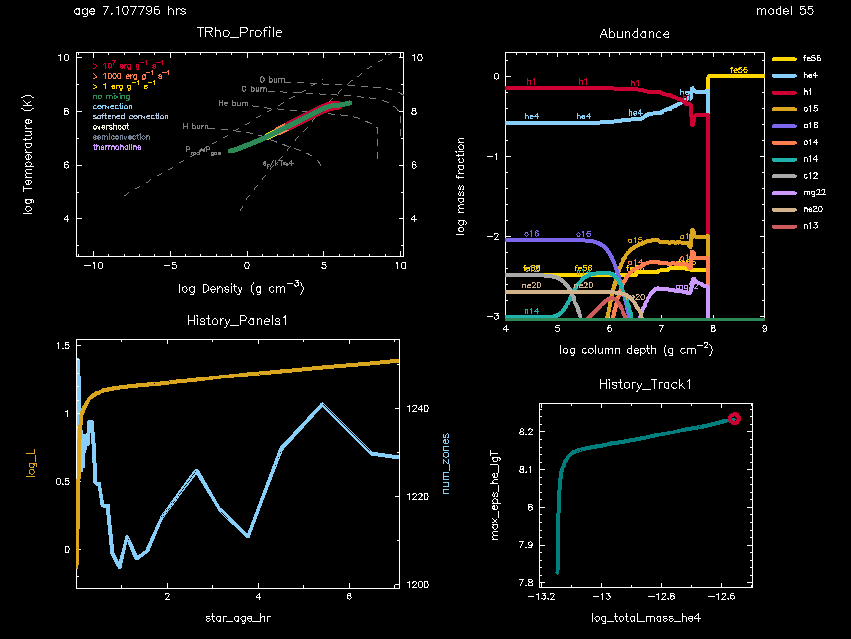 age 7.107796 hrs
model 55
TRho_Profile
10
8
6
4
10
8
6
4
> 10⁷ erg g⁻¹ s⁻¹
> 1000 erg g⁻¹ s⁻¹
> 1 erg g⁻¹ s⁻¹
no mixing
convection
softened convection
overshoot
semiconvection
thermohaline
O burn
C burn
He burn
H burn
log Temperature (K)
−10
−5
0
5
10
log Density (g cm⁻³)
Abundance
0
−1
−2
−3
h1
h1
h1
he4
he4
he4
he
fe56
o16
o16
o15
fe56
ne20
ne20
n14
log mass fraction
4
5
6
7
8
9
log column depth (g cm⁻²)
fe56
he4
h1
o15
o16
o14
n14
c12
mg22
ne20
n13
History_Panels1
1.5
1
0.5
0
log_L
1240
1220
1200
num_zones
2
4
6
star_age_hr
History_Track1
8.2
8.1
8
7.9
7.8
max_eps_he_lgT
−13.2
−13
−12.8
−12.6
log_total_mass_he4